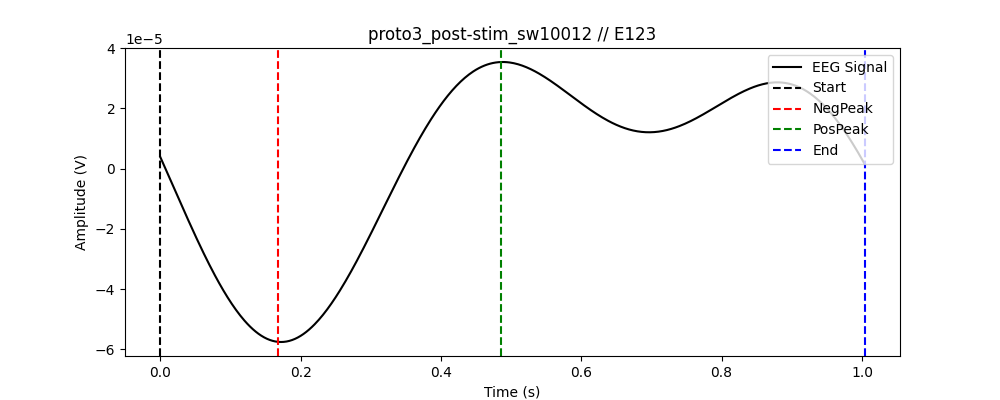 proto3_post-stim_sw10012 // E123
1e−5
4
2
0
−2
−4
−6
Amplitude (V)
0.0 0.2 0.4 0.6 0.8 1.0
Time (s)
EEG Signal
Start
NegPeak
PosPeak
End